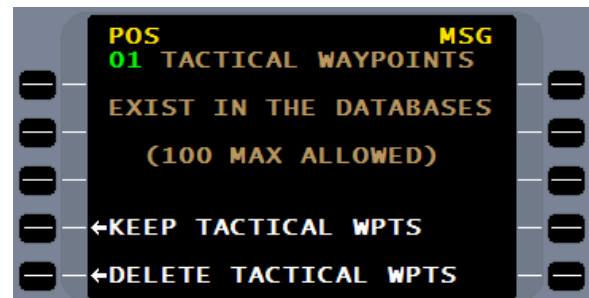 POS MSG
01 TACTICAL WAYPOINTS
EXIST IN THE DATABASES
(100 MAX ALLOWED)
←KEEP TACTICAL WPTS
←DELETE TACTICAL WPTS